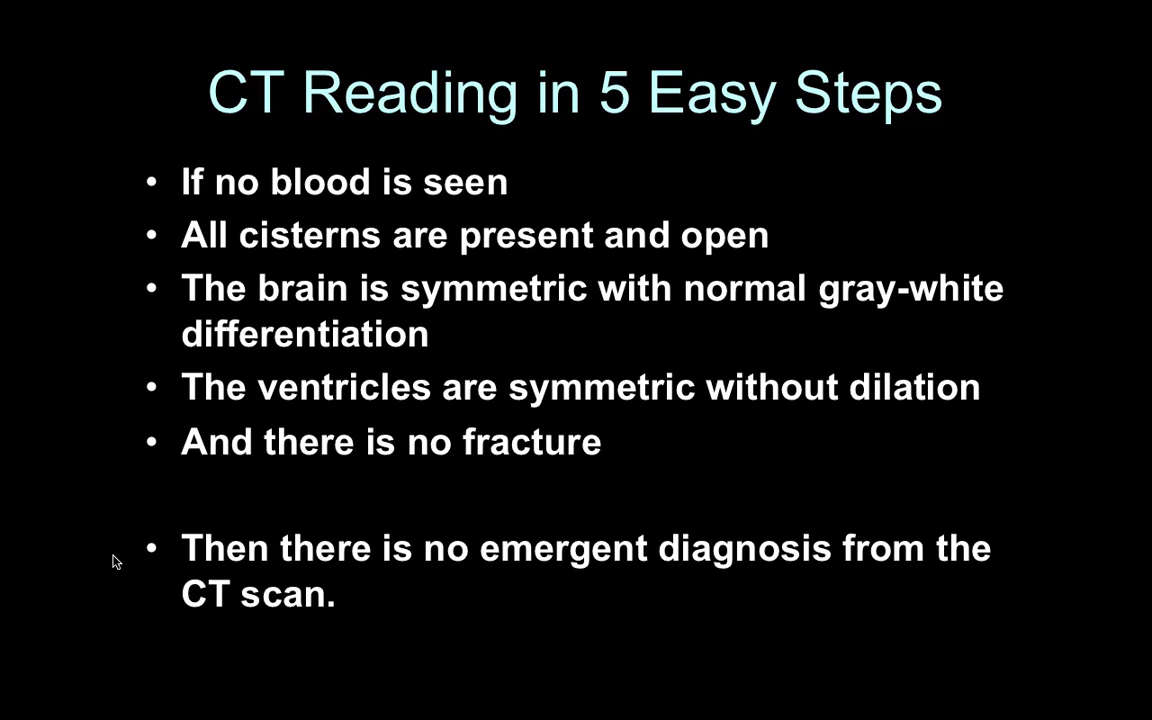 CT Reading in 5 Easy Steps
• If no blood is seen
• All cisterns are present and open
• The brain is symmetric with normal gray-white
differentiation
• The ventricles are symmetric without dilation
• And there is no fracture
• Then there is no emergent diagnosis from the
CT scan.